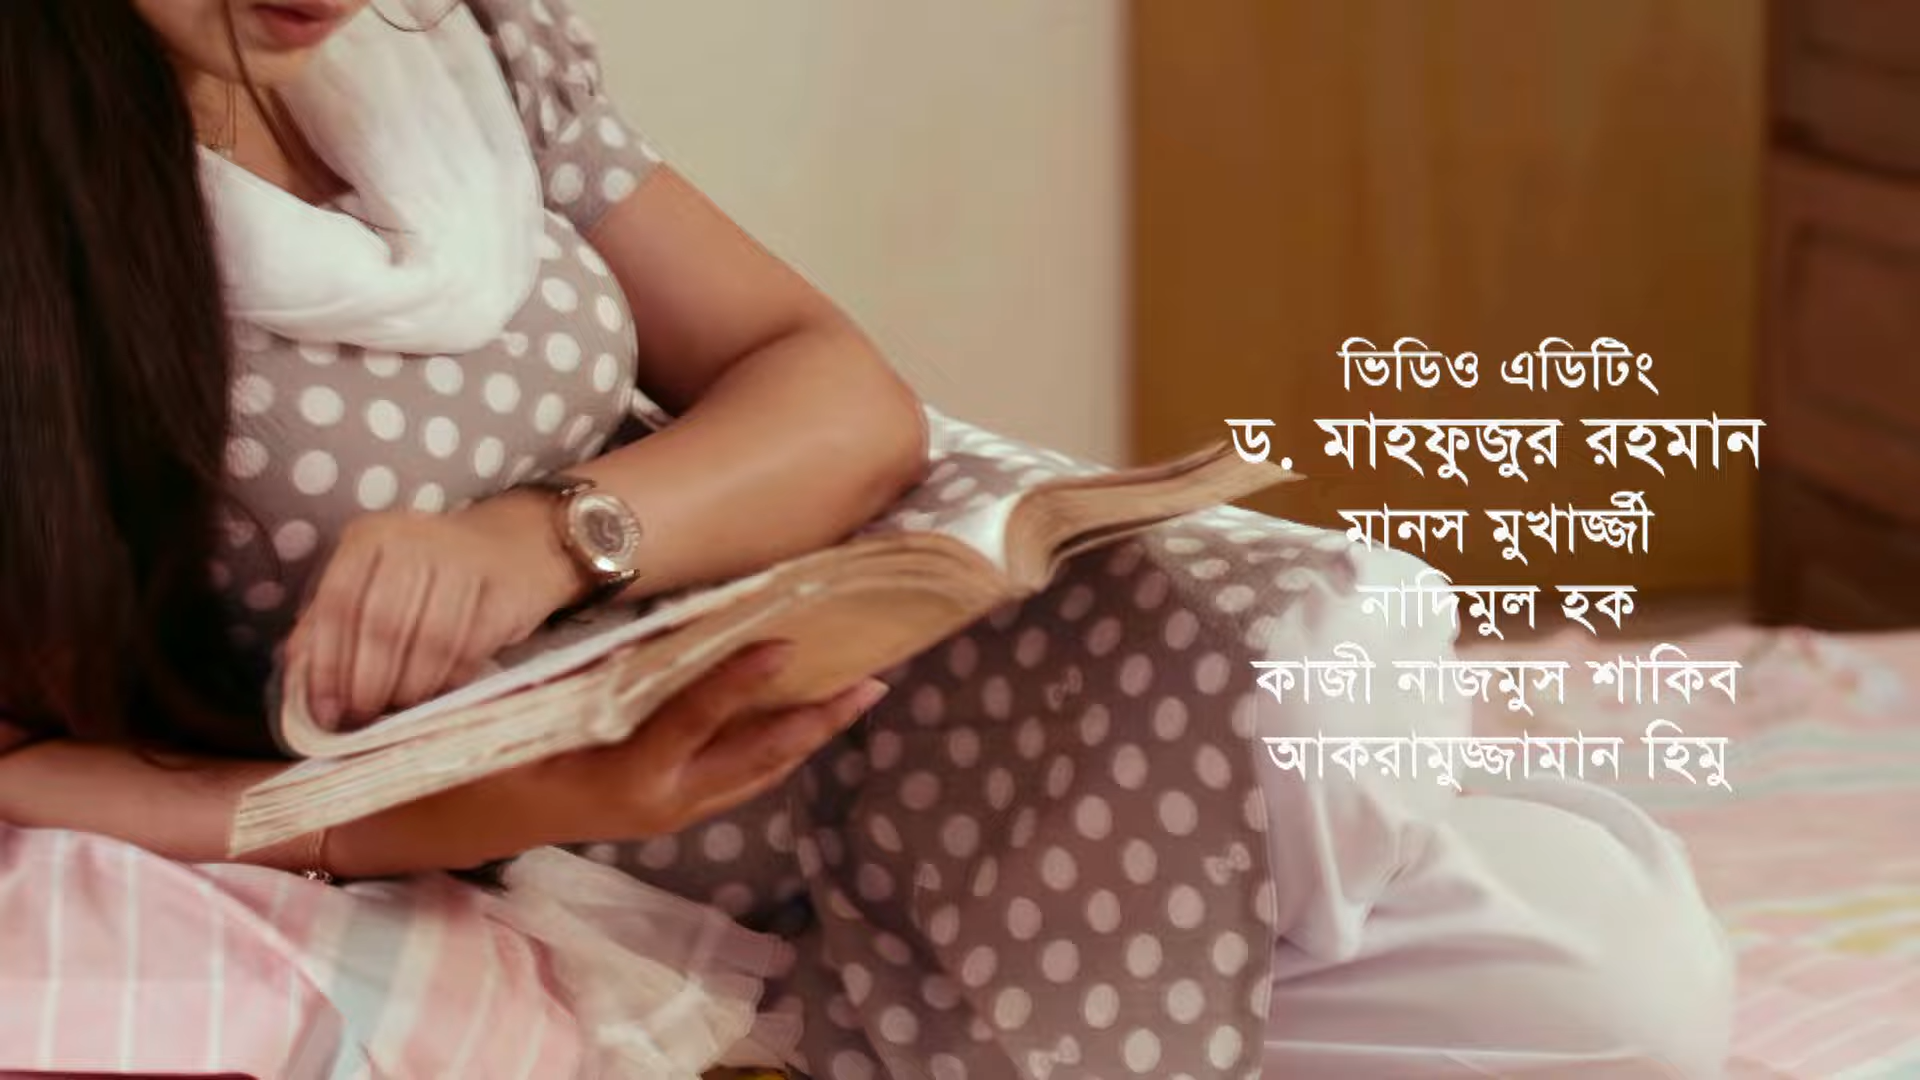 ভিডিও এডিটিং
ড. মাহফুজুর রহমান
মানস মুখার্জ্জী
নাদিমুল হক
কাজী নাজমুস শাকিব
আকরামুজ্জামান হিমু